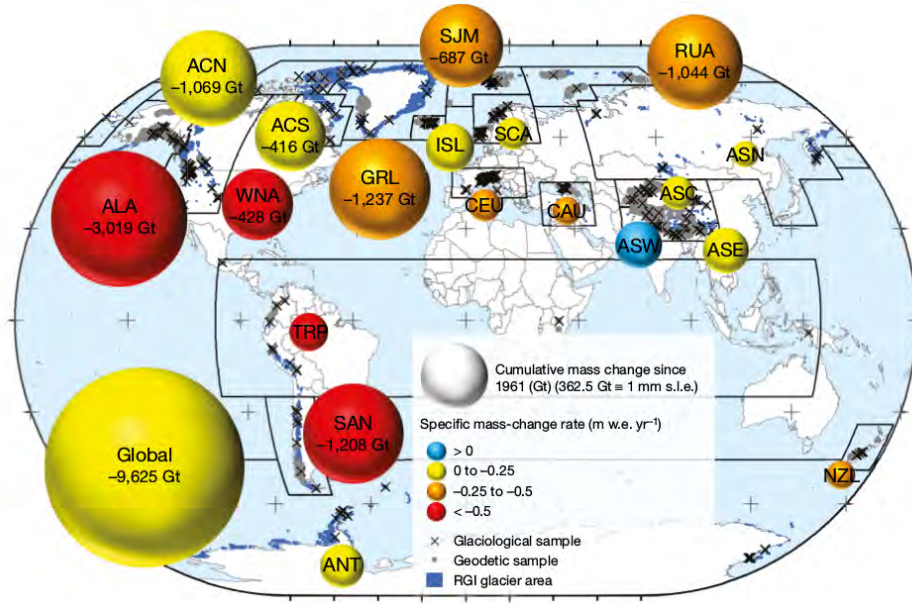 SJM
−687 Gt
RUA
−1,044 Gt
ACN
−1,069 Gt
ACS
−416 Gt
ISL
SCA
ASN
ALA
−3,019 Gt
WNA
−428 Gt
GRL
−1,237 Gt
CEU
CAU
ASC
ASW
ASE
TRP
Global
−9,625 Gt
SAN
−1,208 Gt
NZL
ANT
Cumulative mass change since
1961 (Gt) (362.5 Gt ≡ 1 mm s.l.e.)
Specific mass-change rate (m w.e. yr⁻¹)
> 0
0 to −0.25
−0.25 to −0.5
< −0.5
Glaciological sample
Geodetic sample
RGI glacier area